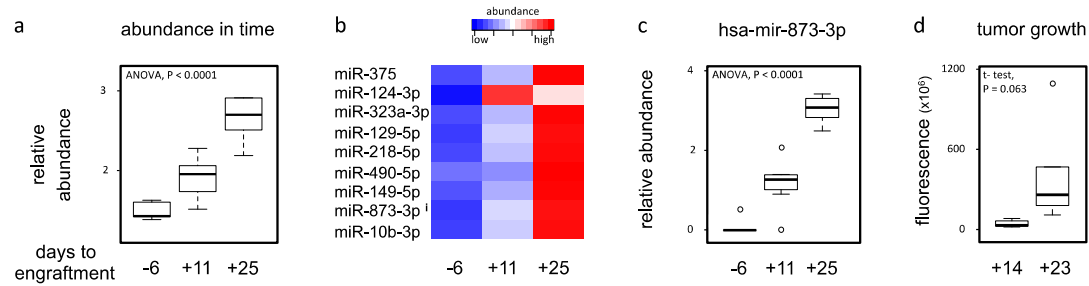 a
abundance in time
ANOVA, P < 0.0001
3
2
relative
abundance
days to
engraftment
-6
+11
+25
b
abundance
low
high
miR-375
miR-124-3p
miR-323a-3p
miR-129-5p
miR-218-5p
miR-490-5p
miR-149-5p
miR-873-3p i
miR-10b-3p
-6
+11
+25
c
hsa-mir-873-3p
ANOVA, P < 0.0001
4
2
0
relative abundance
-6
+11
+25
d
tumor growth
t- test,
P = 0.063
1200
600
0
fluorescence (x10⁶)
+14
+23